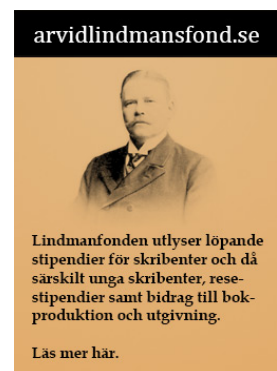 arvidlindmansfond.se
Lindmanfonden utlyser löpande
stipendier för skribenter och då
särskilt unga skribenter, rese-
stipendier samt bidrag till bok-
produktion och utgivning.
Läs mer här.